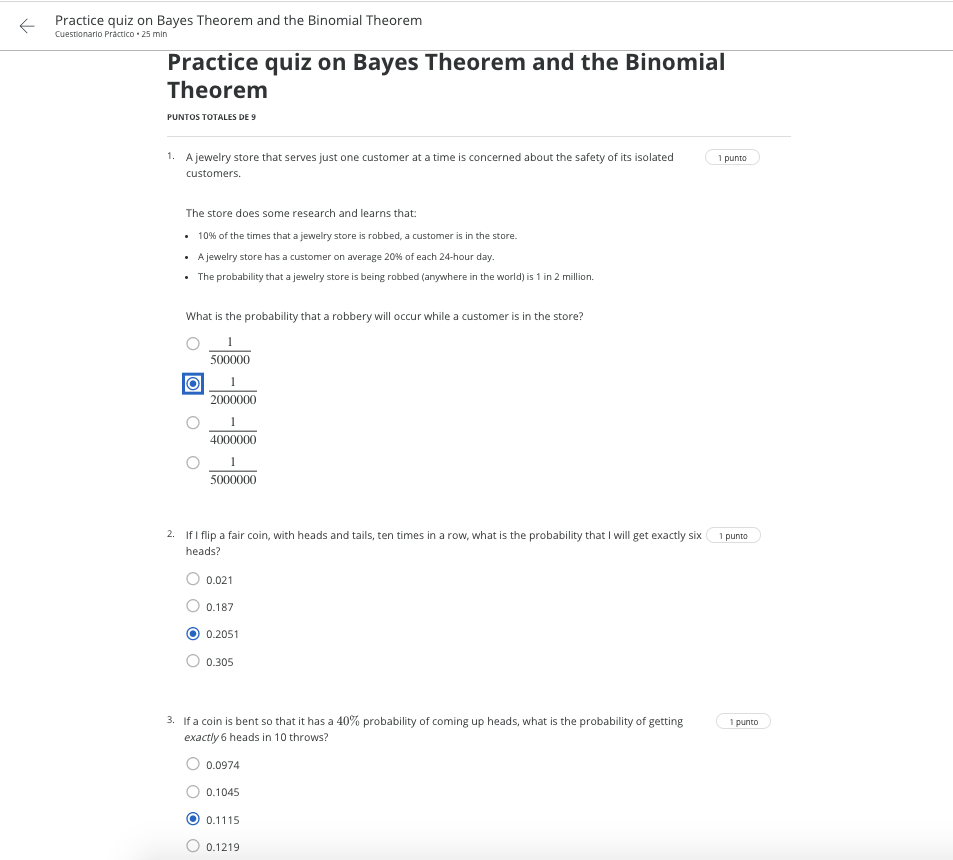 Practice quiz on Bayes Theorem and the Binomial Theorem
Cuestionario Práctico • 25 min
Practice quiz on Bayes Theorem and the Binomial
Theorem
PUNTOS TOTALES DE 9
1. A jewelry store that serves just one customer at a time is concerned about the safety of its isolated
customers.
1 punto
The store does some research and learns that:
• 10% of the times that a jewelry store is robbed, a customer is in the store.
• A jewelry store has a customer on average 20% of each 24-hour day.
• The probability that a jewelry store is being robbed (anywhere in the world) is 1 in 2 million.
What is the probability that a robbery will occur while a customer is in the store?
1
500000
1
2000000
1
4000000
1
5000000
2. If I flip a fair coin, with heads and tails, ten times in a row, what is the probability that I will get exactly six
heads?
1 punto
0.021
0.187
0.2051
0.305
3. If a coin is bent so that it has a 40% probability of coming up heads, what is the probability of getting
exactly 6 heads in 10 throws?
1 punto
0.0974
0.1045
0.1115
0.1219